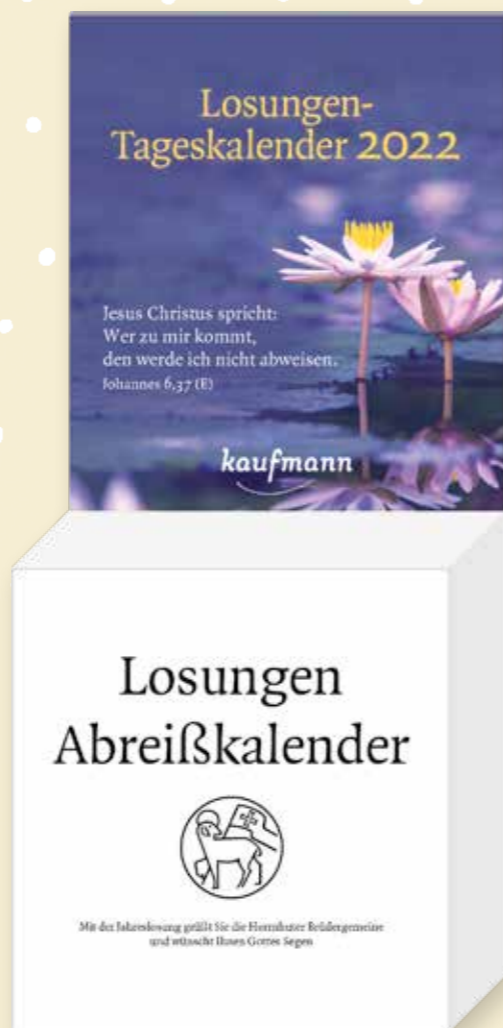 Losungen-
Tageskalender 2022
Jesus Christus spricht:
Wer zu mir kommt,
den werde ich nicht abweisen.
Johannes 6,37 (E)
kaufmann
Losungen
Abreißkalender
Mit der Jahreslosung grüßt Sie die Herrnhuter Brüdergemeine
und wünscht Ihnen Gottes Segen